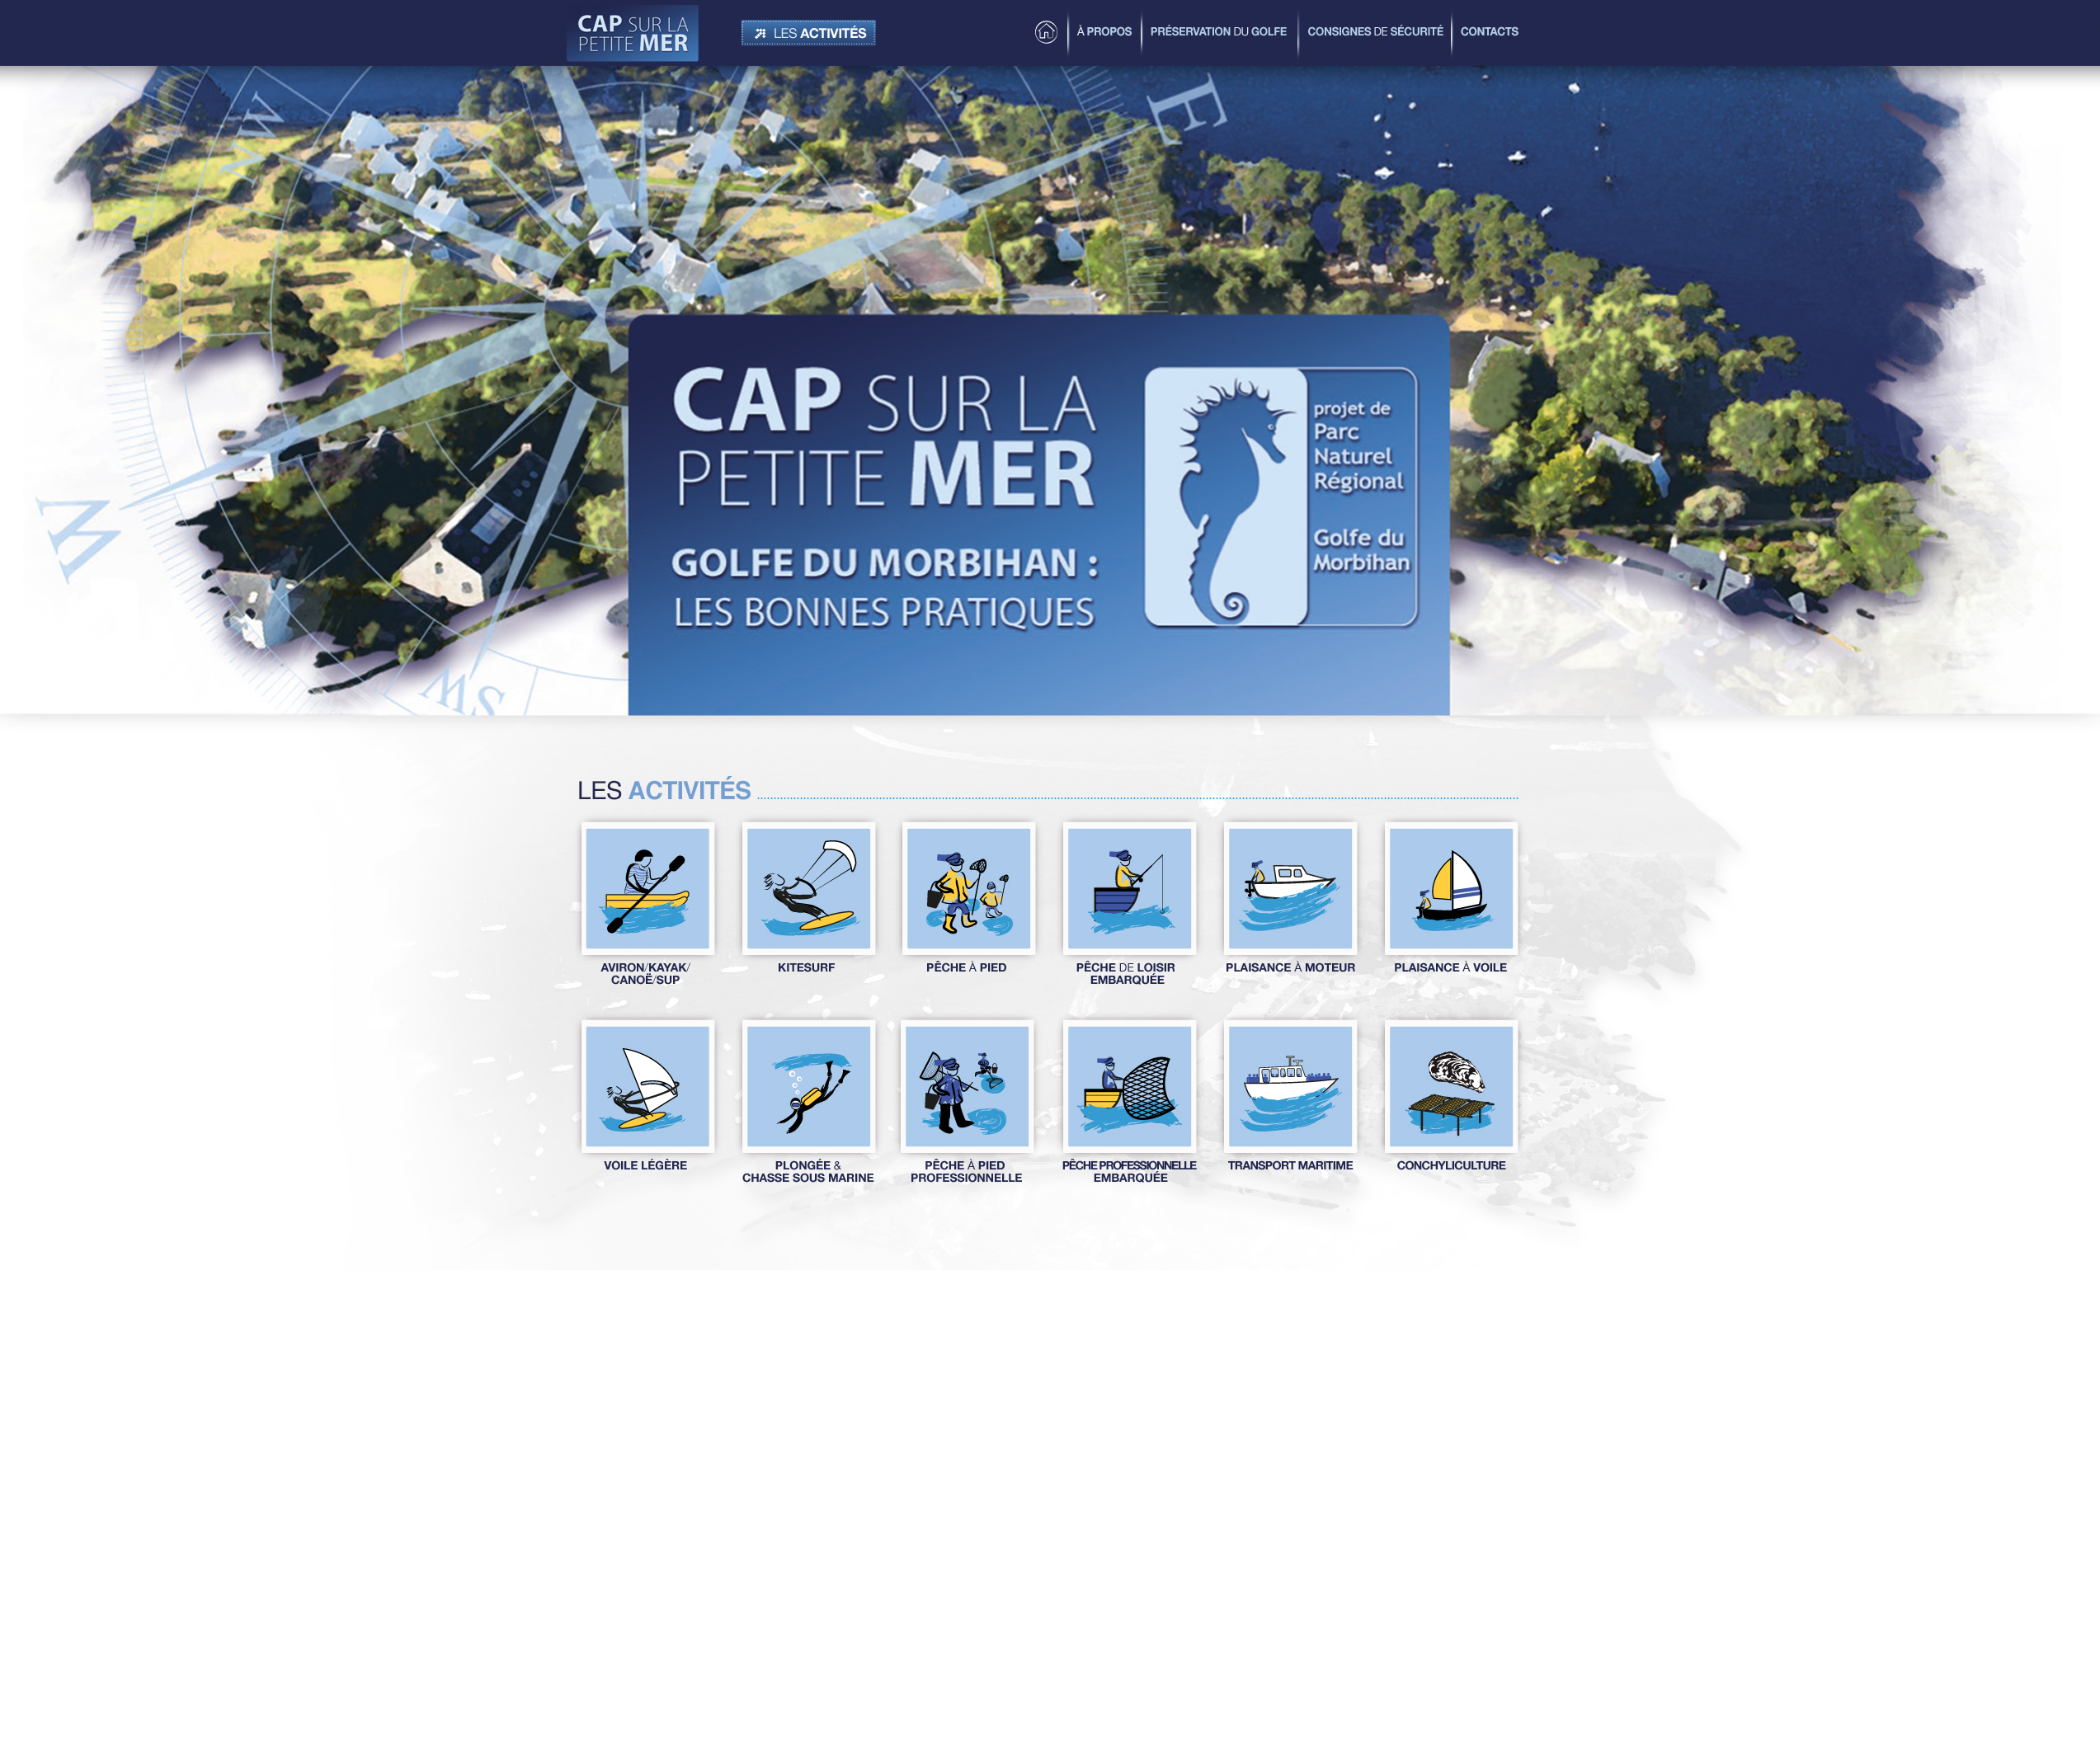 CAP SUR LA
PETITE MER
LES ACTIVITÉS
À PROPOS
PRÉSERVATION DU GOLFE
CONSIGNES DE SÉCURITÉ
CONTACTS
W
E
W
SW
CAP SUR LA
PETITE MER
GOLFE DU MORBIHAN :
LES BONNES PRATIQUES
projet de
Parc
Naturel
Régional
Golfe du
Morbihan
LES ACTIVITÉS
AVIRON/KAYAK/
CANOË/SUP
KITESURF
PÊCHE À PIED
PÊCHE DE LOISIR
EMBARQUÉE
PLAISANCE À MOTEUR
PLAISANCE À VOILE
VOILE LÉGÈRE
PLONGÉE &
CHASSE SOUS MARINE
PÊCHE À PIED
PROFESSIONNELLE
PÊCHE PROFESSIONNELLE
EMBARQUÉE
TRANSPORT MARITIME
CONCHYLICULTURE